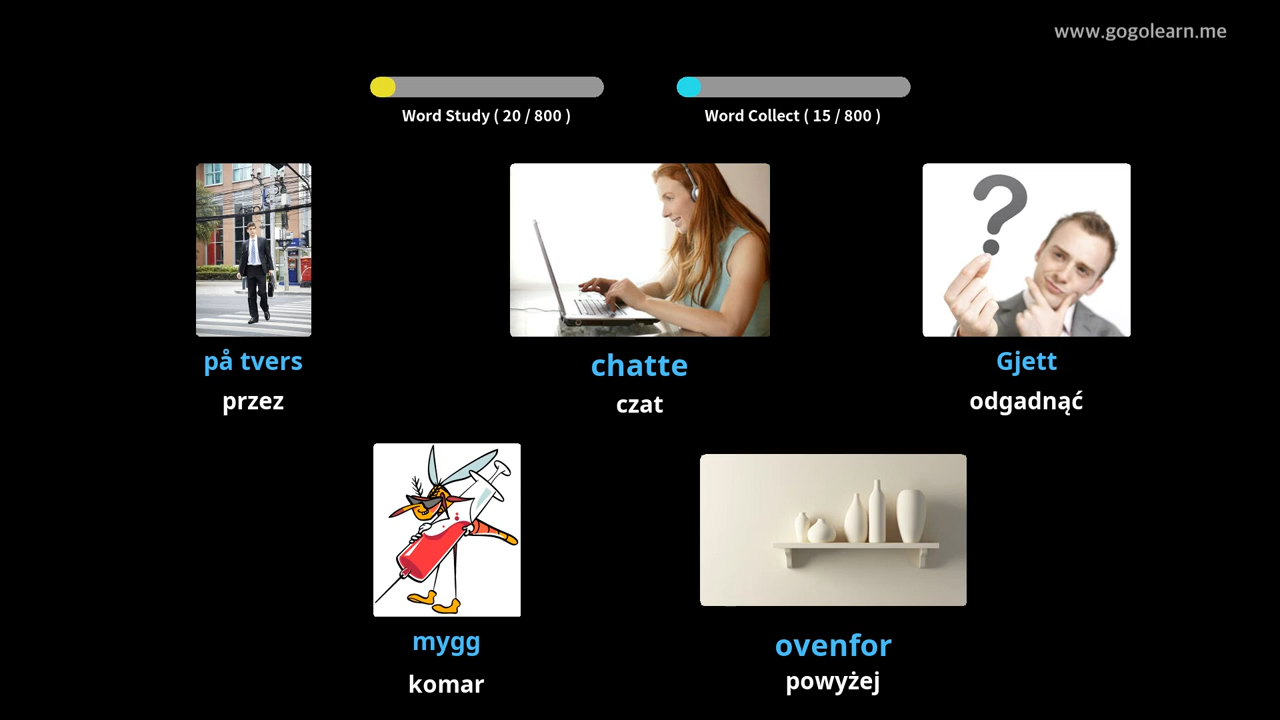 www.gogolearn.me
Word Study ( 20 / 800 )
Word Collect ( 15 / 800 )
på tvers
przez
chatte
czat
Gjett
odgadnąć
mygg
komar
ovenfor
powyżej